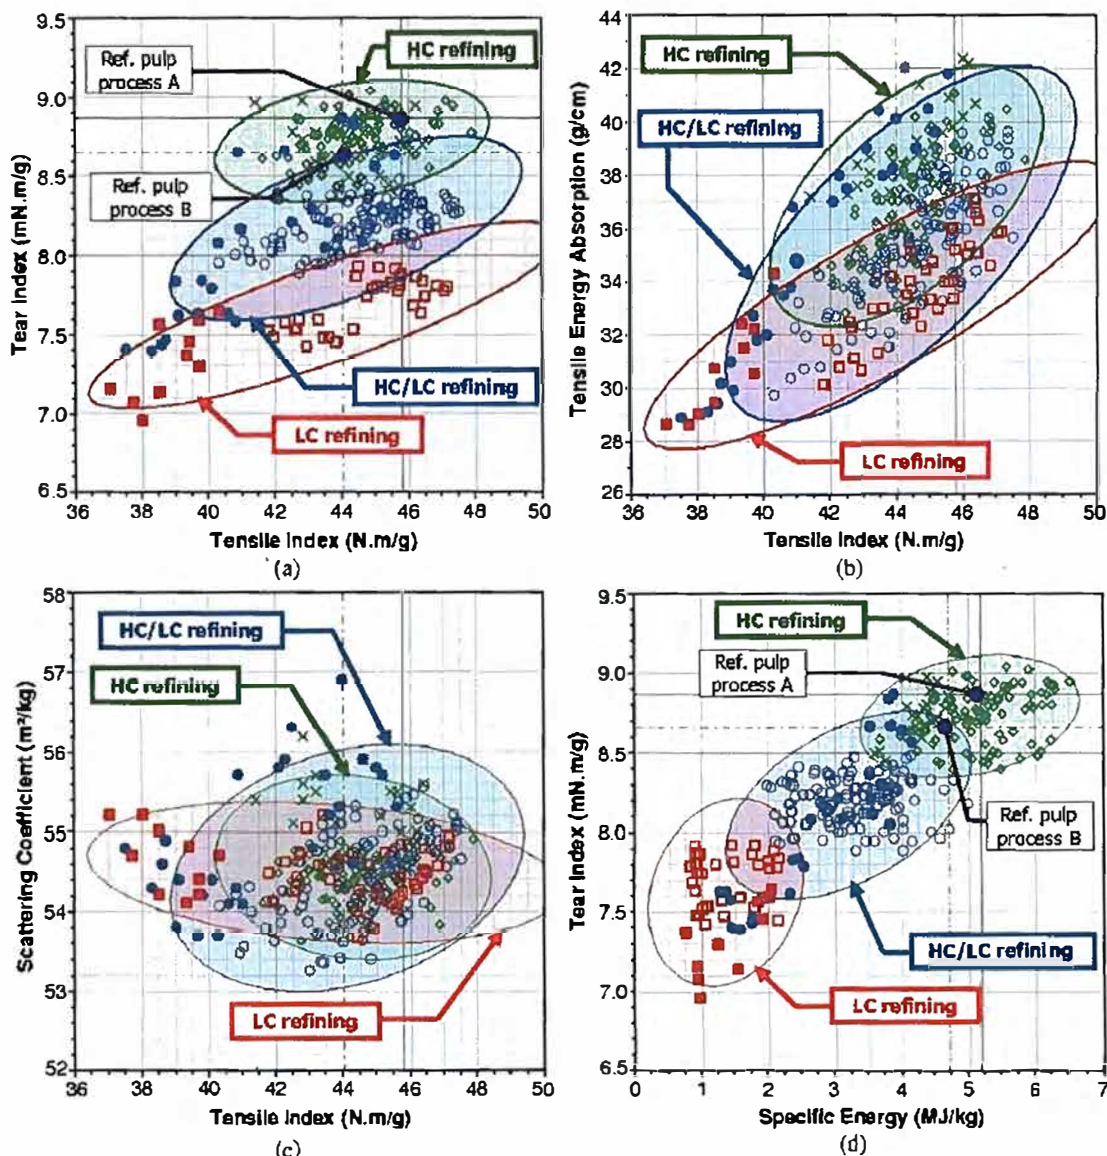 9.5
9.0
8.5
8.0
7.5
7.0
6.5
Tear Index (mN.m/g)
HC refining
Ref. pulp
process A
Ref. pulp
process B
HC/LC refining
LC refining
36 38 40 42 44 46 48 50
Tensile Index (N.m/g)
(a)
44
42
40
38
36
34
32
30
28
26
Tensile Energy Absorption (g/cm)
HC refining
HC/LC refining
LC refining
36 38 40 42 44 46 48 50
Tensile Index (N.m/g)
(b)
58
57
56
55
54
53
52
Scattering Coefficient (m²/kg)
HC/LC refining
HC refining
LC refining
36 38 40 42 44 46 48 50
Tensile Index (N.m/g)
(c)
9.5
9.0
8.5
8.0
7.5
7.0
6.5
Tear Index (mN.m/g)
HC refining
Ref. pulp
process A
Ref. pulp
process B
HC/LC refining
LC refining
0 1 2 3 4 5 6 7
Specific Energy (MJ/kg)
(d)